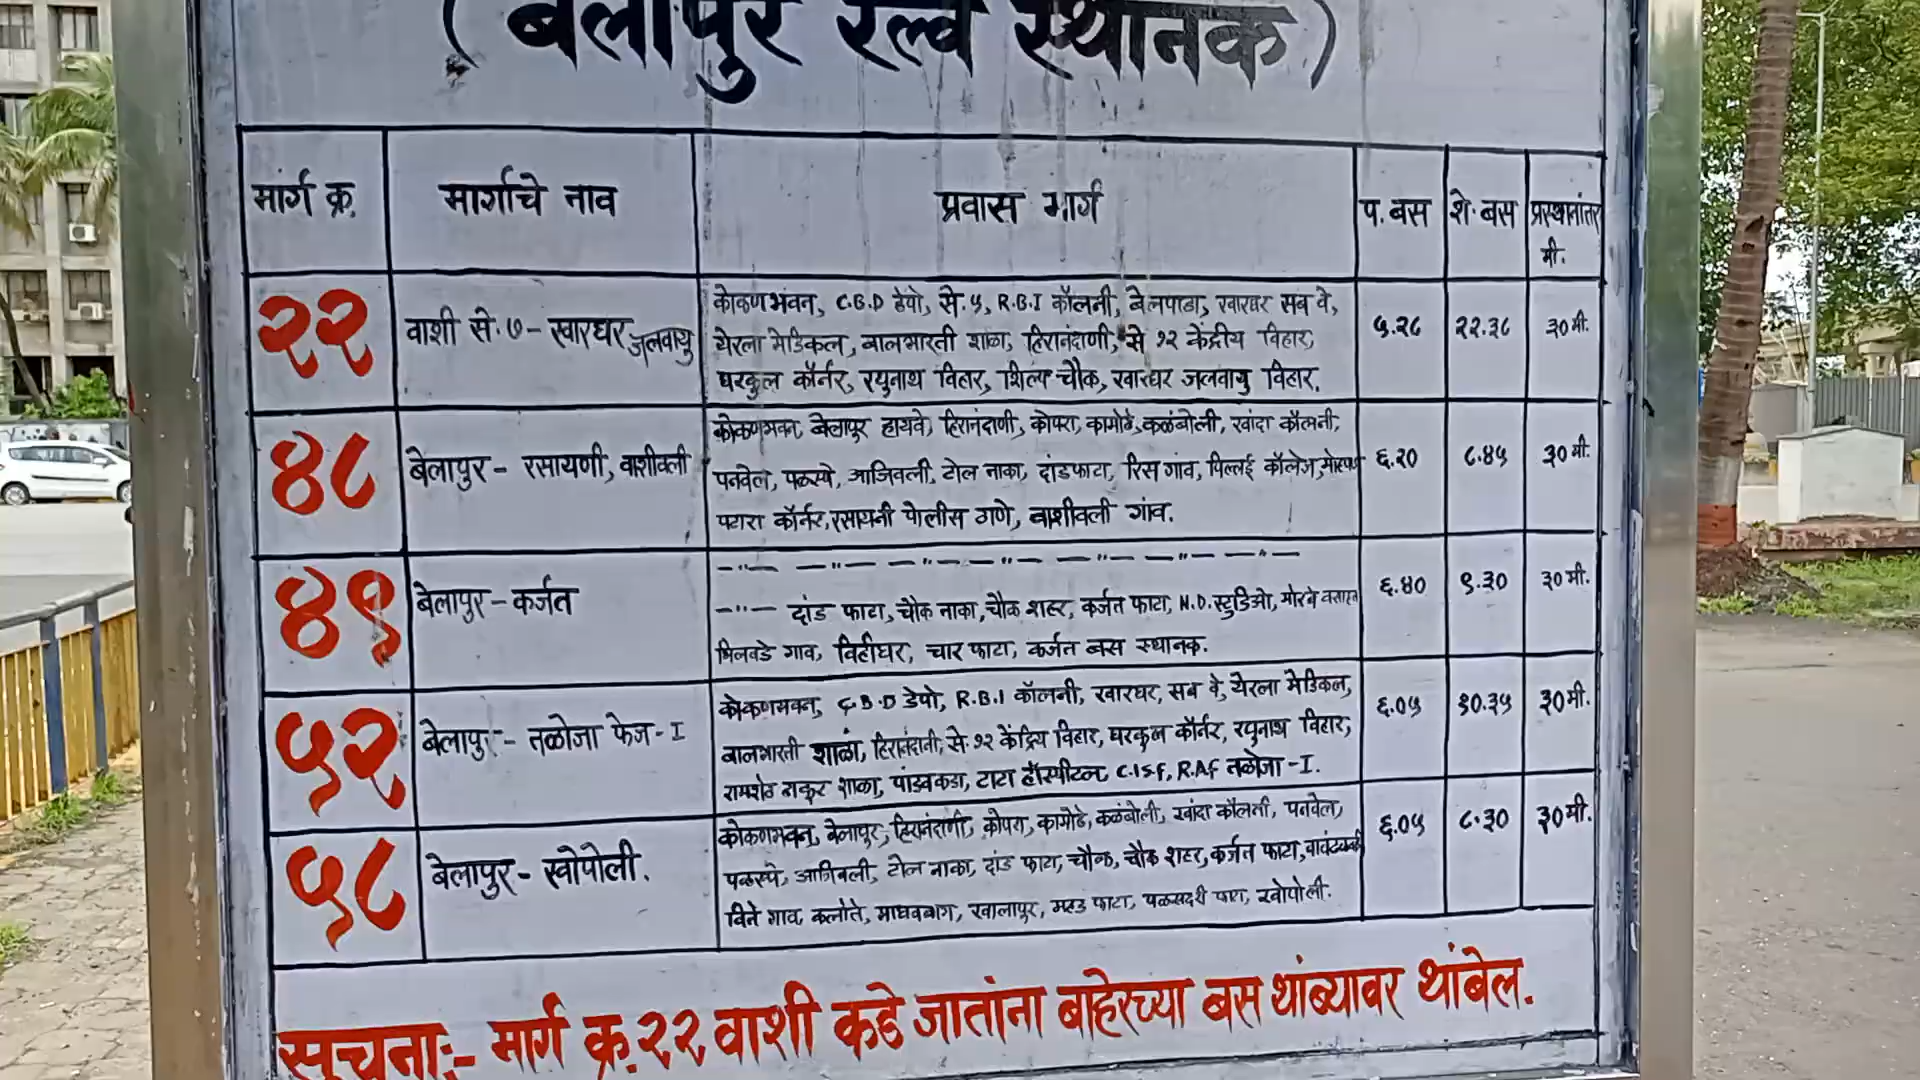 ( बेलापुर रेल्वे स्थानक )
मार्ग क्र. मार्गाचे नाव प्रवास मार्ग प. बस शे. बस प्रस्थानांतर मी.
२२ वाशी से. ७ - खारघर जलवायु ५.२८ २२.३८ ३० मी.
कोकण भवन, C.B.D डेपो, से. ५, R.B.I कॉलनी, बेलपाडा, खारघर सब वे,
येरला मेडिकल, बालभारती शाळा, हिरानंदाणी, से १२ केंद्रीय विहार,
घरकुल कॉर्नर, रघुनाथ विहार, शिल्प चौक, खारघर जलवायु विहार.
४८ बेलापुर - रसायणी, वाशीवली ६.२० ८.४५ ३० मी.
कोकणभवन, बेलापुर हायवे, हिरानंदाणी, कोपरा, कामोठे, कळंबोली, खांदा कॉलनी,
पनवेल, पळस्पे, आजिवली, टोल नाका, दांडफाटा, रिस गांव, पिल्लई कॉलेज,
कॉर्नर, रसायनी पोलीस ठाणे, वाशीवली गांव.
४९ बेलापुर - कर्जत ६.४० ९.३० ३० मी.
-"- -"- -"- -"- -"- -"- -"-
-"- दांड फाटा, चौक नाका, चौक शहर, कर्जत फाटा, N.D. स्टुडिओ,
भिलवडे गाव, विहीघर, चार फाटा, कर्जत बस स्थानक.
५२ बेलापुर - तळोजा फेज - I ६.०५ १०.३५ ३० मी.
कोकणभवन, C.B.D डेपो, R.B.I कॉलनी, खारघर, सब वे, येरला मेडिकल,
बालभारती शाळा, हिरानंदानी, से. १२ केंद्रिय विहार, घरकुल कॉर्नर, रघुनाथ विहार,
रामशेठ ठाकुर शाळा, पांडवकडा, टाटा हॉस्पीटल, C.I.S.F, R.A.F तळोजा - I.
५८ बेलापुर - खोपोली. ६.०५ ८.३० ३० मी.
कोकणभवन, बेलापुर, हिरानंदाणी, कोपरा, कामोठे, कळंबोली, खांदा कॉलनी, पनवेल,
पळस्पे, आजिवली, टोल नाका, दांड फाटा, चौक, चौक शहर, कर्जत फाटा,
गाव, कलोते, माधवबाग, खालापुर, महड फाटा, पळसदरी फाटा, खोपोली.
सूचनाः- मार्ग क्र. २२ वाशी कडे जातांना बाहेरच्या बस थांब्यावर थांबेल.